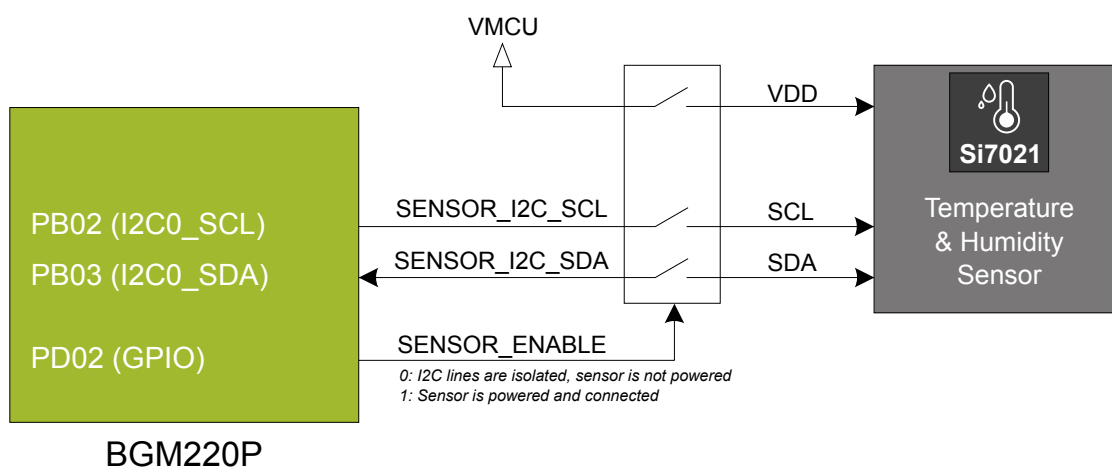 VMCU
VDD
Si7021
PB02 (I2C0_SCL)
SENSOR_I2C_SCL
SCL
Temperature
& Humidity
Sensor
PB03 (I2C0_SDA)
SENSOR_I2C_SDA
SDA
PD02 (GPIO)
SENSOR_ENABLE
0: I2C lines are isolated, sensor is not powered
1: Sensor is powered and connected
BGM220P